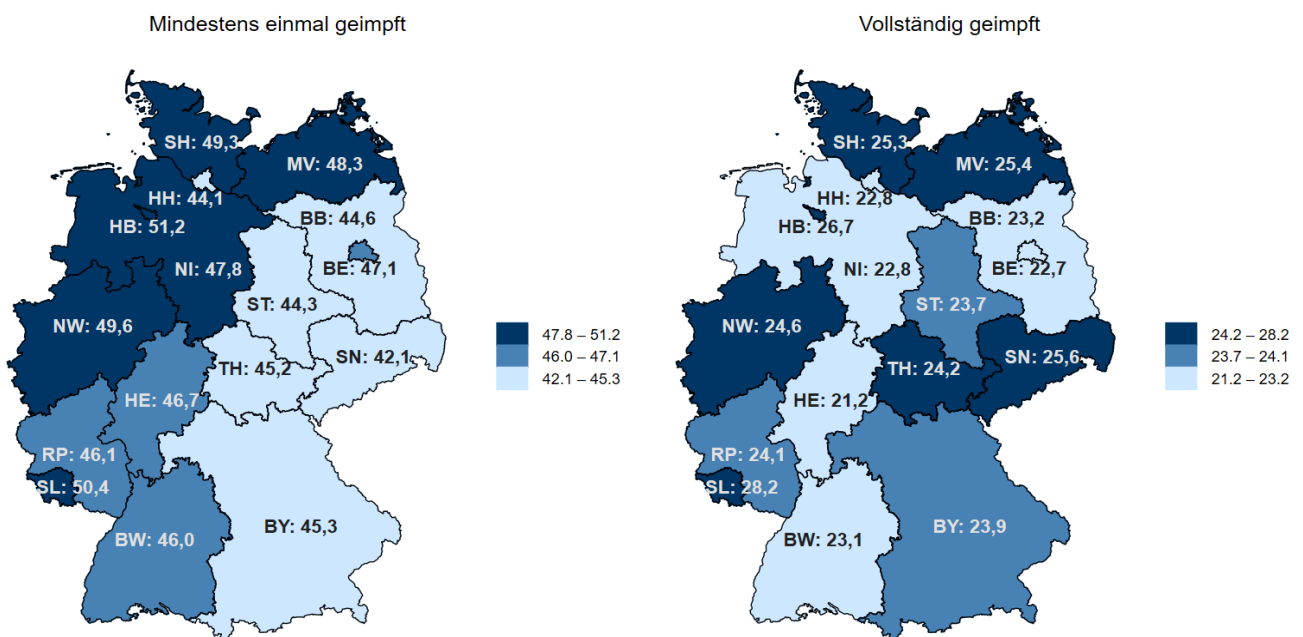 Mindestens einmal geimpft
SH: 49,3
MV: 48,3
HH: 44,1
BB: 44,6
HB: 51,2
NI: 47,8
BE: 47,1
ST: 44,3
NW: 49,6
SN: 42,1
TH: 45,2
HE: 46,7
RP: 46,1
SL: 50,4
BY: 45,3
BW: 46,0
47.8 – 51.2
46.0 – 47.1
42.1 – 45.3
Vollständig geimpft
SH: 25,3
MV: 25,4
HH: 22,8
BB: 23,2
HB: 26,7
NI: 22,8
BE: 22,7
ST: 23,7
NW: 24,6
SN: 25,6
TH: 24,2
HE: 21,2
RP: 24,1
SL: 28,2
BY: 23,9
BW: 23,1
24.2 – 28.2
23.7 – 24.1
21.2 – 23.2